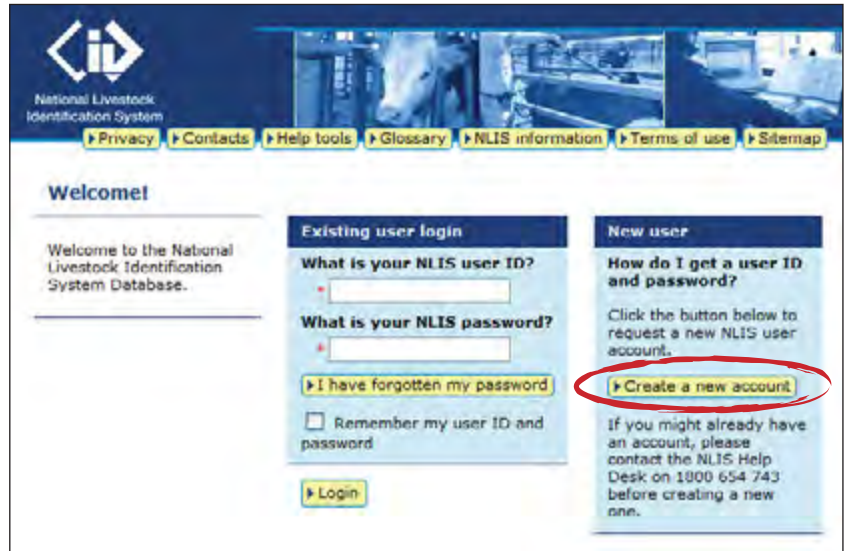 National Livestock
Identification System
Privacy Contacts Help tools Glossary NLIS information Terms of use Sitemap
Welcome!
Welcome to the National
Livestock Identification
System Database.
Existing user login
What is your NLIS user ID?
*
What is your NLIS password?
*
I have forgotten my password
Remember my user ID and
password
Login
New user
How do I get a user ID
and password?
Click the button below to
request a new NLIS user
account.
Create a new account
If you might already have
an account, please
contact the NLIS Help
Desk on 1800 654 743
before creating a new
one.